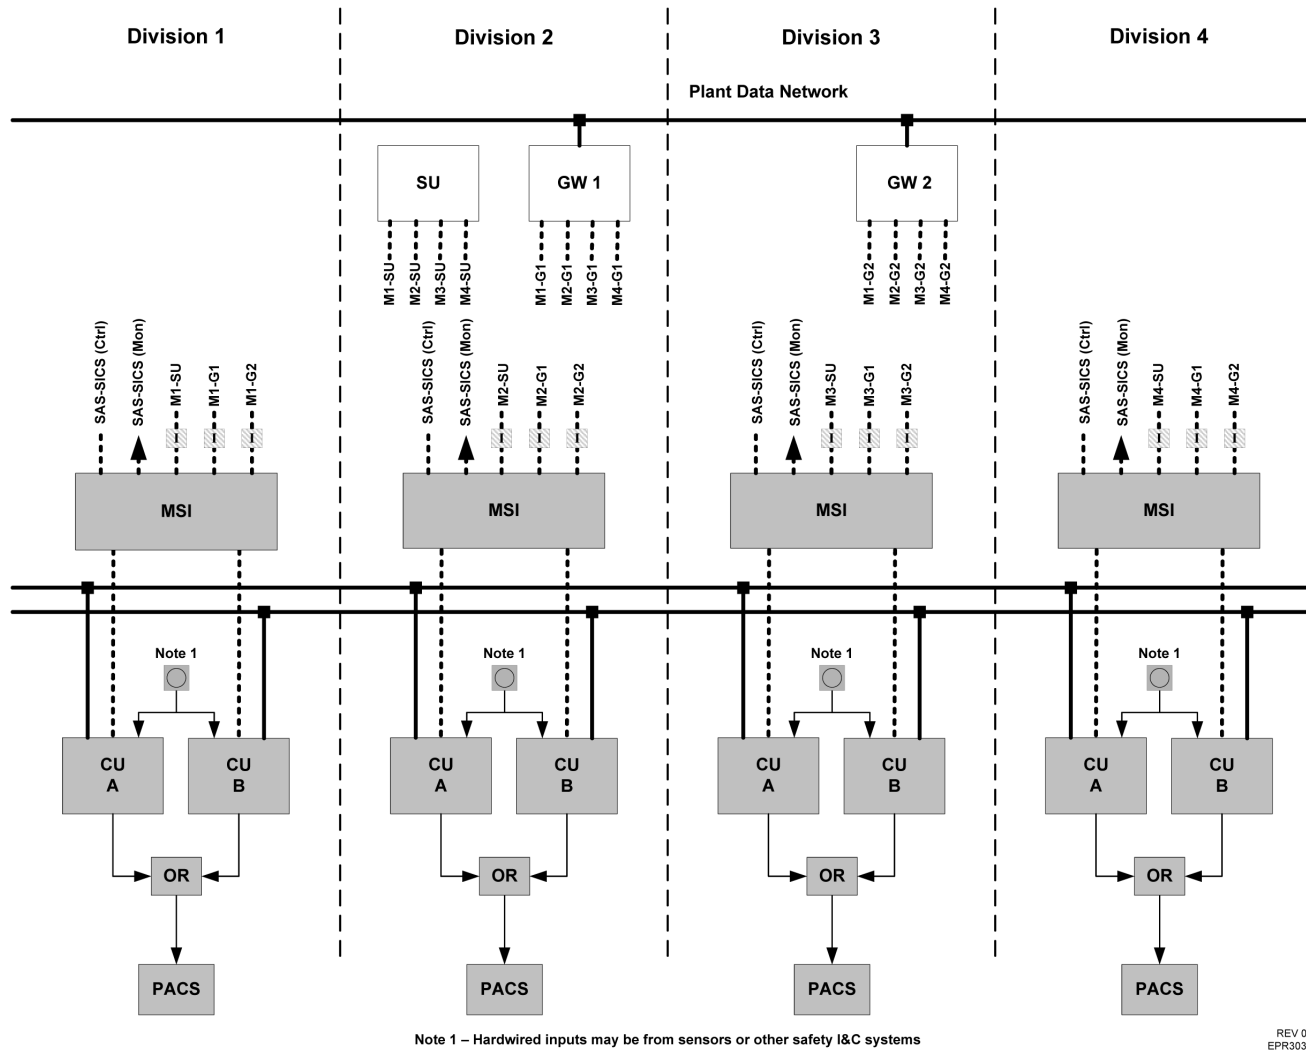 Division 1
Division 2
Division 3
Division 4
Plant Data Network
SU
GW 1
GW 2
M1-SU
M2-SU
M3-SU
M4-SU
M1-G1
M2-G1
M3-G1
M4-G1
M1-G2
M2-G2
M3-G2
M4-G2
SAS-SICS (Ctrl)
SAS-SICS (Mon)
M1-SU
M1-G1
M1-G2
SAS-SICS (Ctrl)
SAS-SICS (Mon)
M2-SU
M2-G1
M2-G2
SAS-SICS (Ctrl)
SAS-SICS (Mon)
M3-SU
M3-G1
M3-G2
SAS-SICS (Ctrl)
SAS-SICS (Mon)
M4-SU
M4-G1
M4-G2
MSI
MSI
MSI
MSI
Note 1
Note 1
Note 1
Note 1
CU
A
CU
B
CU
A
CU
B
CU
A
CU
B
CU
A
CU
B
OR
OR
OR
OR
PACS
PACS
PACS
PACS
Note 1 – Hardwired inputs may be from sensors or other safety I&C systems
REV 0
EPR303